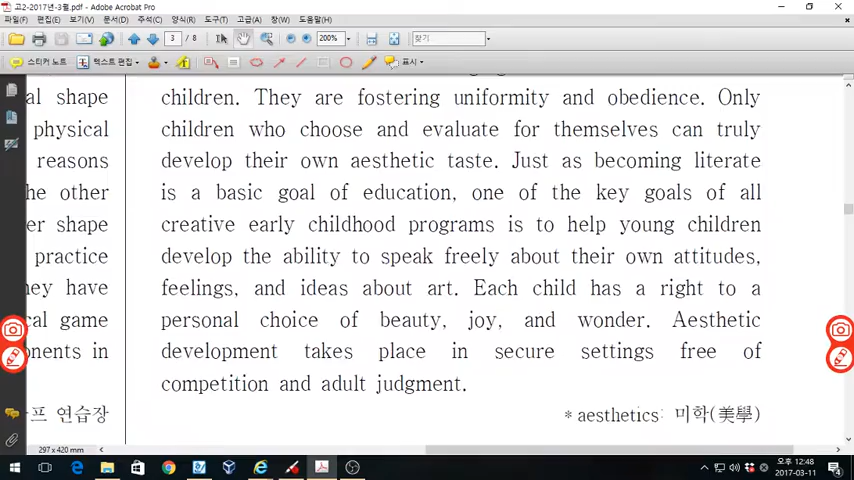 고2-2017년-3월.pdf - Adobe Acrobat Pro
파일(F) 편집(E) 보기(V) 문서(D) 주석(C) 양식(R) 도구(T) 고급(A) 창(W) 도움말(H)
3 / 8 200% 찾기
스티커 노트 텍스트 편집 표시
al shape
physical
reasons
he other
er shape
practice
hey have
cal game
onents in
프 연습장
children. They are fostering uniformity and obedience. Only
children who choose and evaluate for themselves can truly
develop their own aesthetic taste. Just as becoming literate
is a basic goal of education, one of the key goals of all
creative early childhood programs is to help young children
develop the ability to speak freely about their own attitudes,
feelings, and ideas about art. Each child has a right to a
personal choice of beauty, joy, and wonder. Aesthetic
development takes place in secure settings free of
competition and adult judgment.
* aesthetics: 미학(美學)
297 x 420 mm
오후 12:48
2017-03-11
4